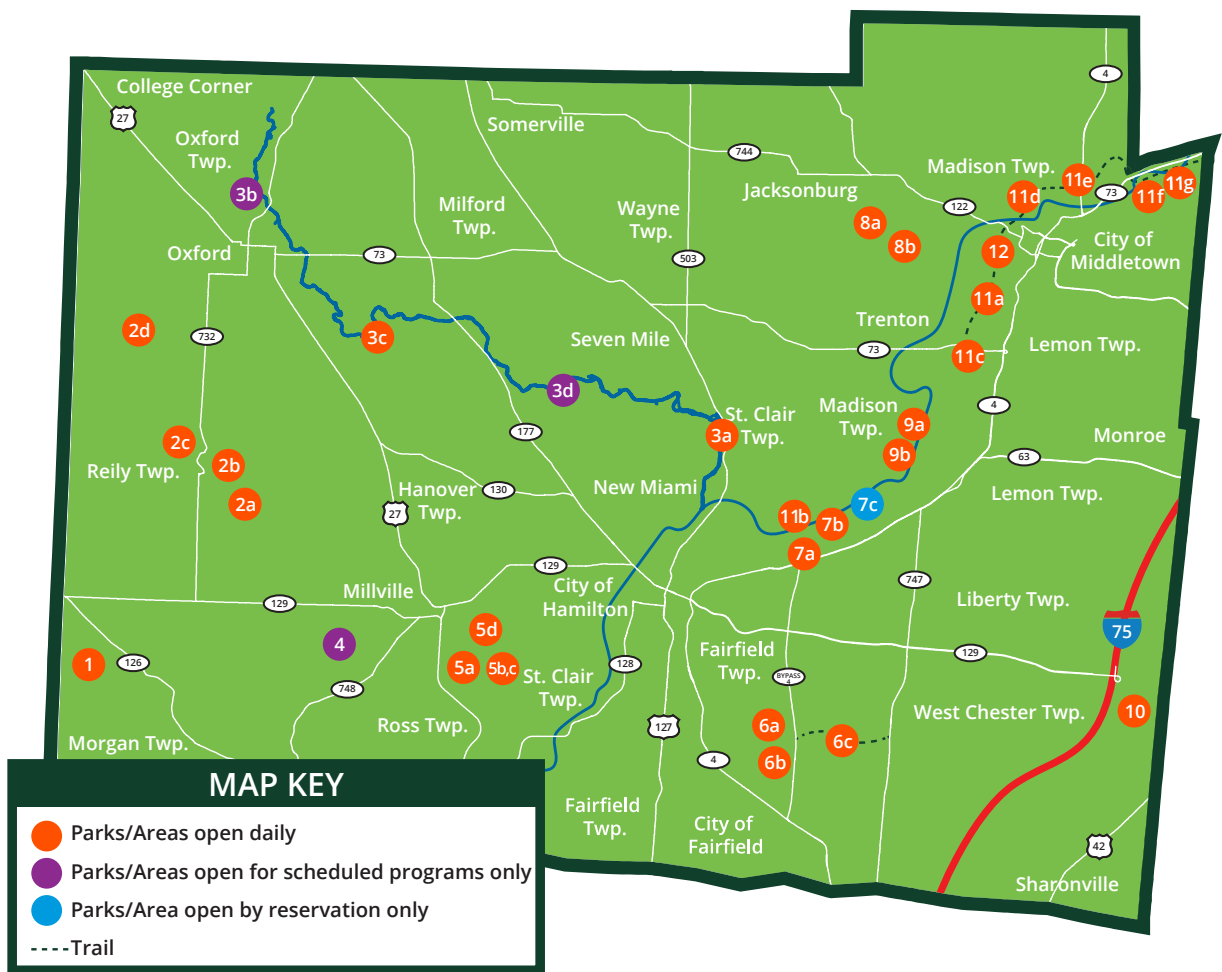 College Corner
27
Oxford
Twp.
3b
Oxford
Somerville
744
Milford
Twp.
73
Wayne
Twp.
503
Jacksonburg
8a
8b
122
4
Madison Twp.
11e
11d
73
11f
11g
City of
Middletown
12
11a
Trenton
73
11c
Lemon Twp.
2d
732
3c
Seven Mile
3d
177
St. Clair
Twp.
3a
Madison
Twp.
9a
9b
4
Monroe
63
Lemon Twp.
2c
Reily Twp.
2b
2a
Hanover
Twp.
130
27
New Miami
11b
7b
7c
7a
747
Millville
129
129
City of
Hamilton
Liberty Twp.
75
1
126
4
748
5d
5a
5b,c
St. Clair
Twp.
128
Fairfield
Twp.
BYPASS
4
129
Morgan Twp.
Ross Twp.
127
6a
6b
6c
West Chester Twp.
10
4
Fairfield
Twp.
City of
Fairfield
42
Sharonville
MAP KEY
Parks/Areas open daily
Parks/Areas open for scheduled programs only
Parks/Area open by reservation only
Trail